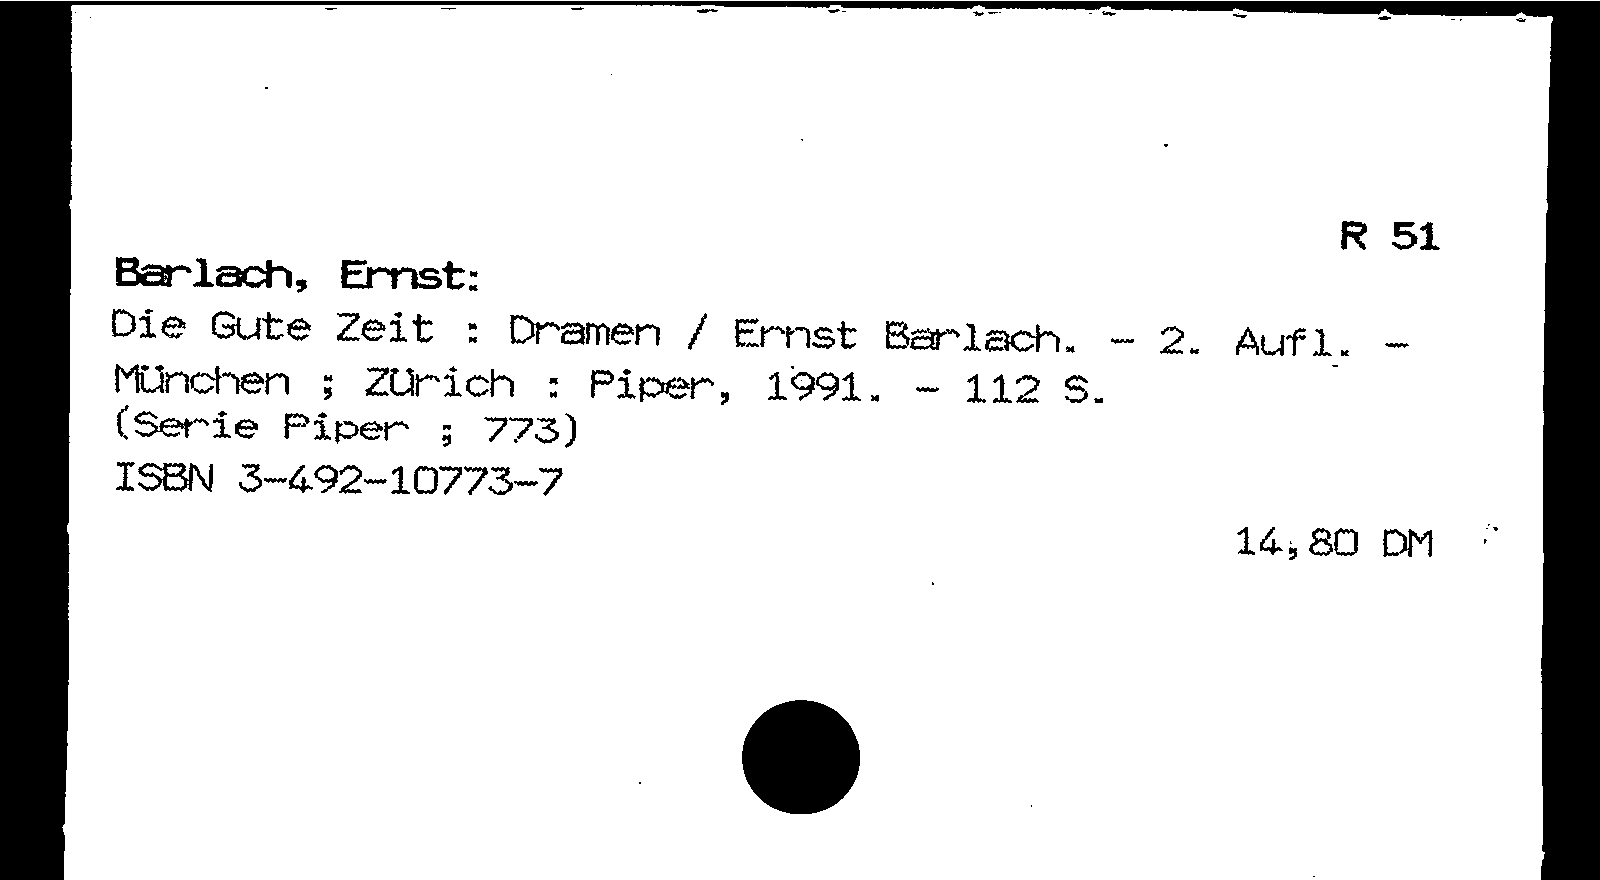 R 51
Barlach, Ernst:
Die Gute Zeit : Dramen / Ernst Barlach. - 2. Aufl. -
München ; Zürich : Piper, 1991. - 112 S.
(Serie Piper ; 773)
ISBN 3-492-10773-7
14,80 DM